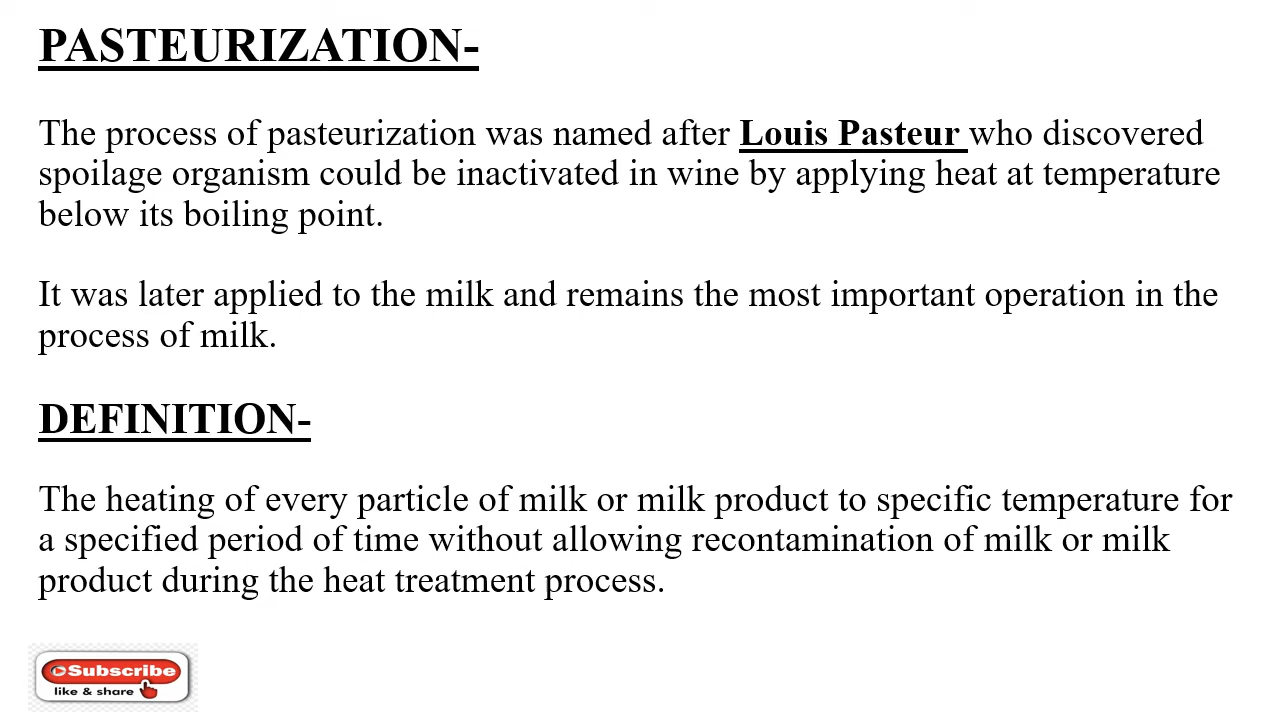 PASTEURIZATION-
The process of pasteurization was named after Louis Pasteur who discovered
spoilage organism could be inactivated in wine by applying heat at temperature
below its boiling point.
It was later applied to the milk and remains the most important operation in the
process of milk.
DEFINITION-
The heating of every particle of milk or milk product to specific temperature for
a specified period of time without allowing recontamination of milk or milk
product during the heat treatment process.
Subscribe
like & share